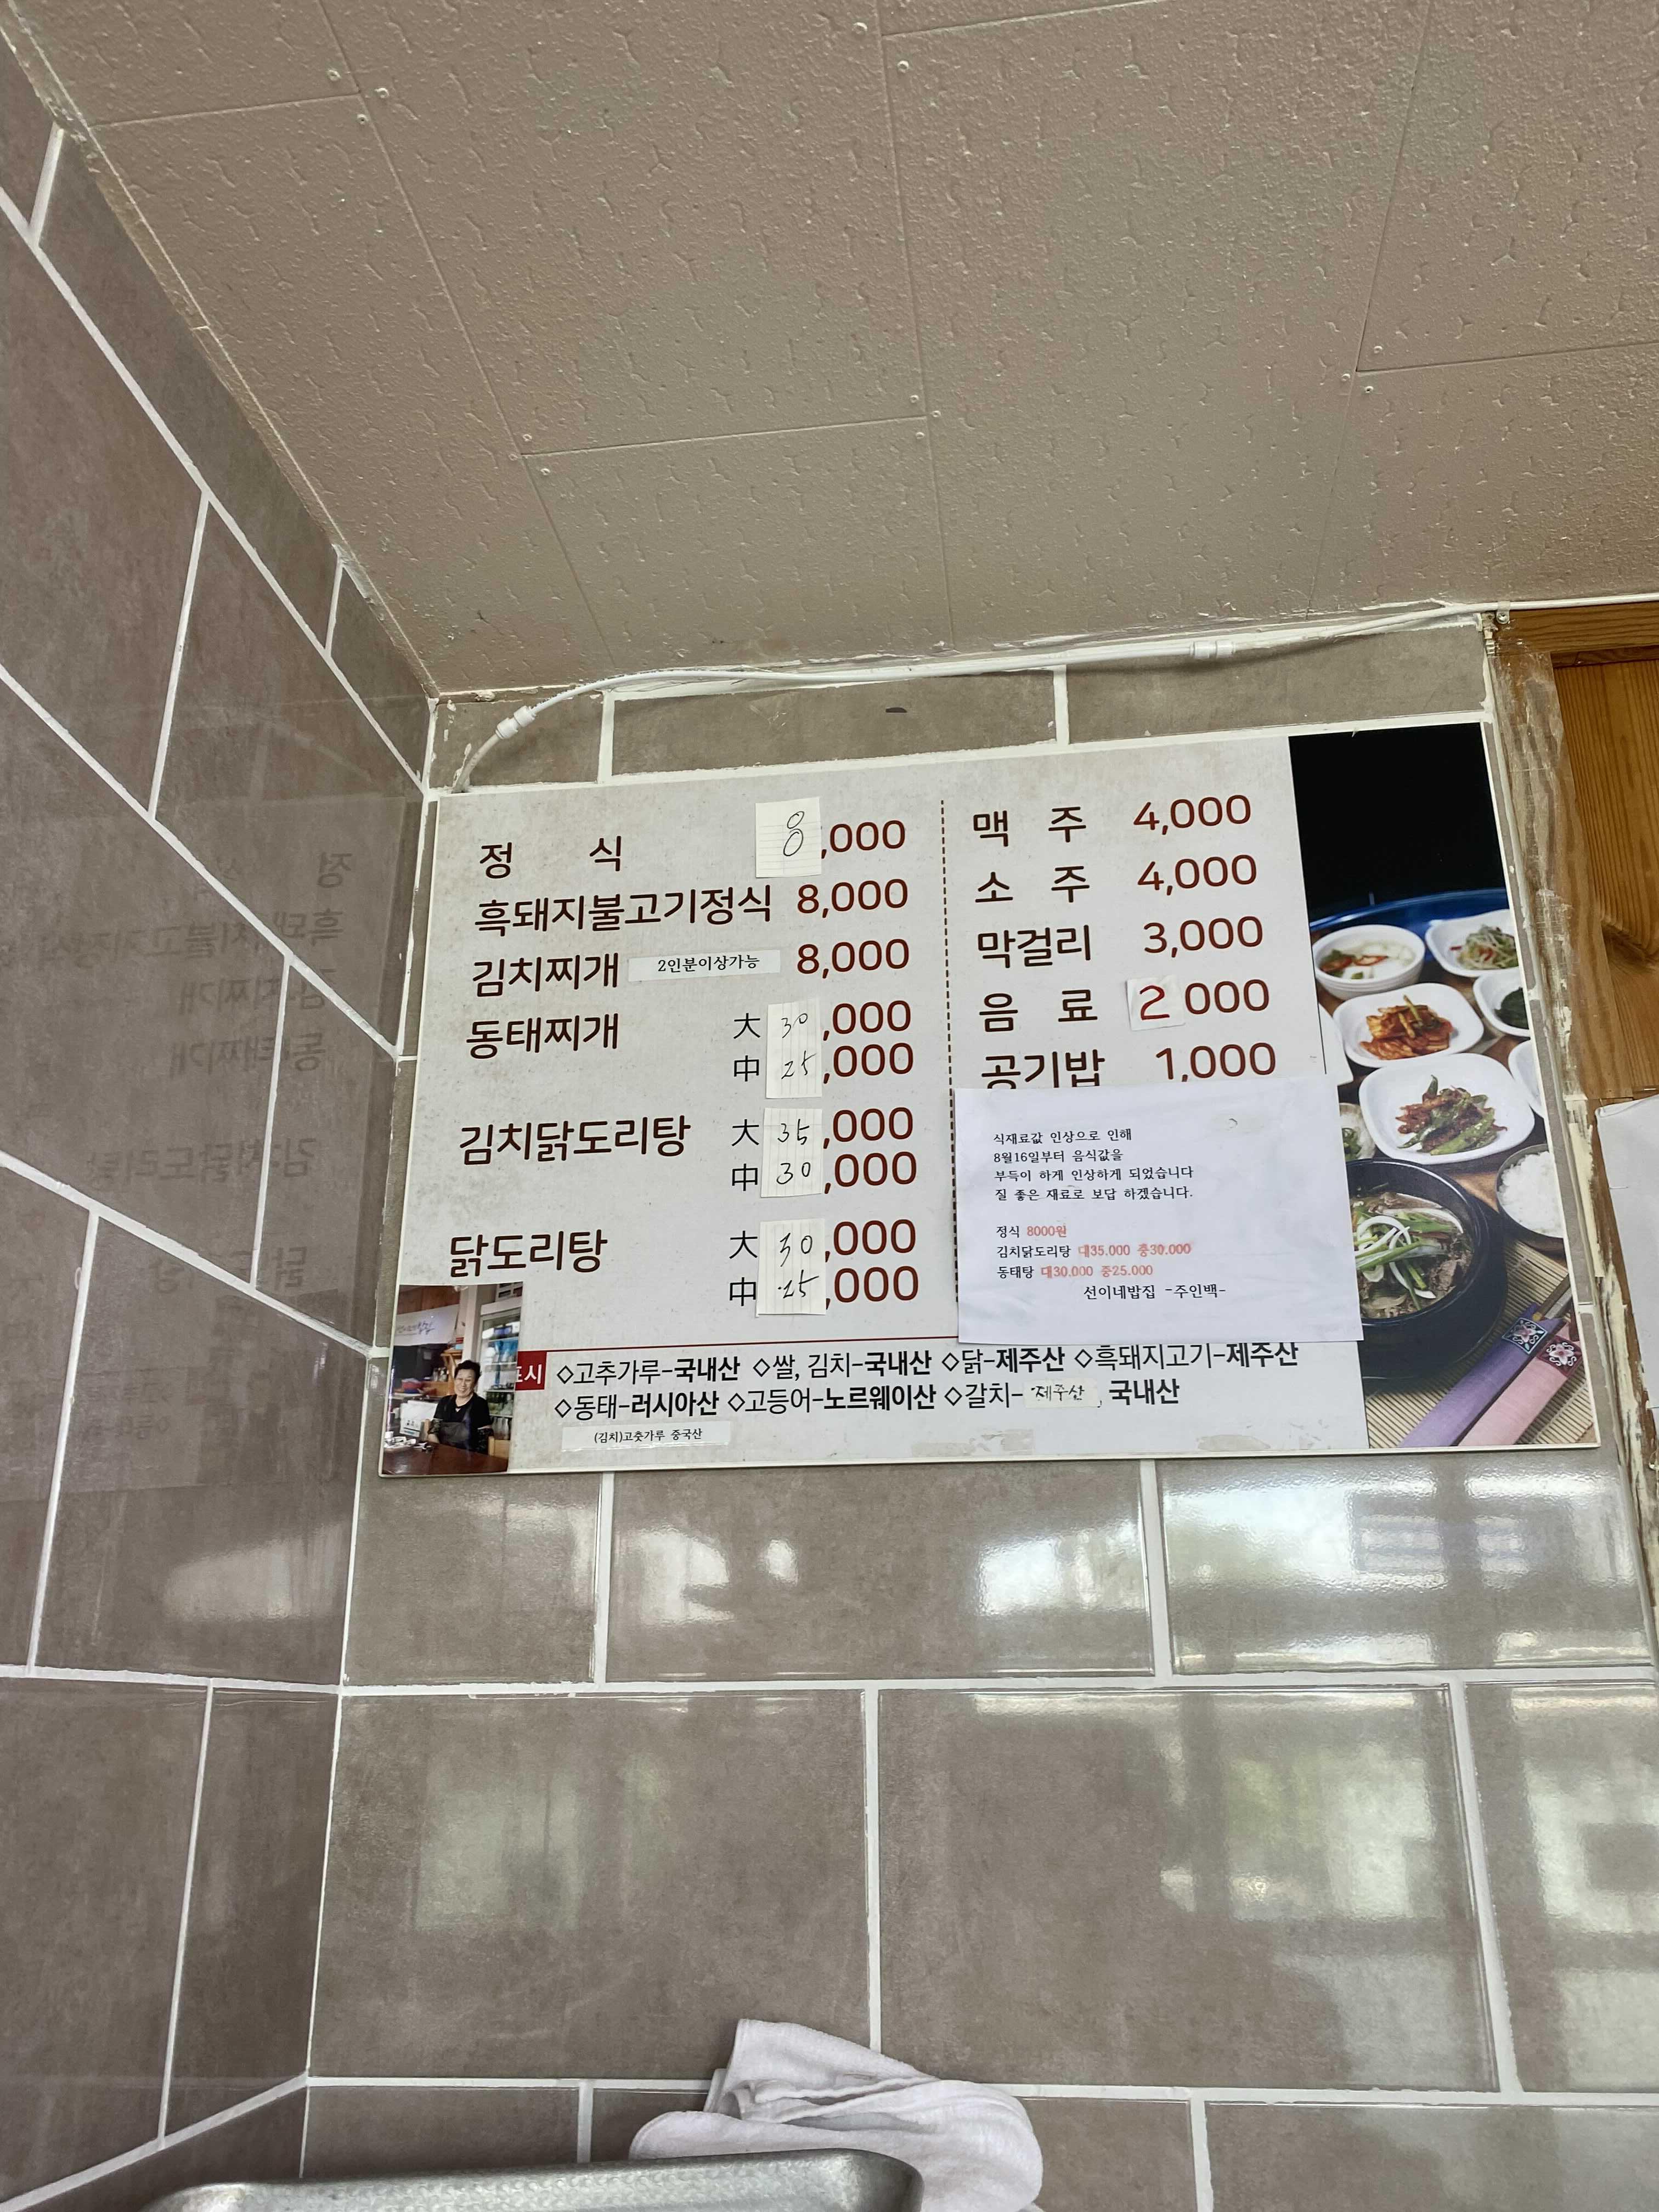 정 식 8,000
흑돼지불고기정식 8,000
김치찌개 2인분이상가능 8,000
동태찌개 大 30,000
中 25,000
김치닭도리탕 大 35,000
中 30,000
닭도리탕 大 30,000
中 25,000
맥 주 4,000
소 주 4,000
막걸리 3,000
음 료 2000
공기밥 1,000
식재료값 인상으로 인해
8월16일부터 음식값을
부득이 하게 인상하게 되었습니다
질 좋은 재료로 보답 하겠습니다.
정식 8000원
김치닭도리탕 대35.000 중30.000
동태탕 대30.000 중25.000
선이네밥집 -주인백-
표시 ◇고추가루-국내산 ◇쌀, 김치-국내산 ◇닭-제주산 ◇흑돼지고기-제주산
◇동태-러시아산 ◇고등어-노르웨이산 ◇갈치- 제주산, 국내산
(김치)고춧가루 중국산